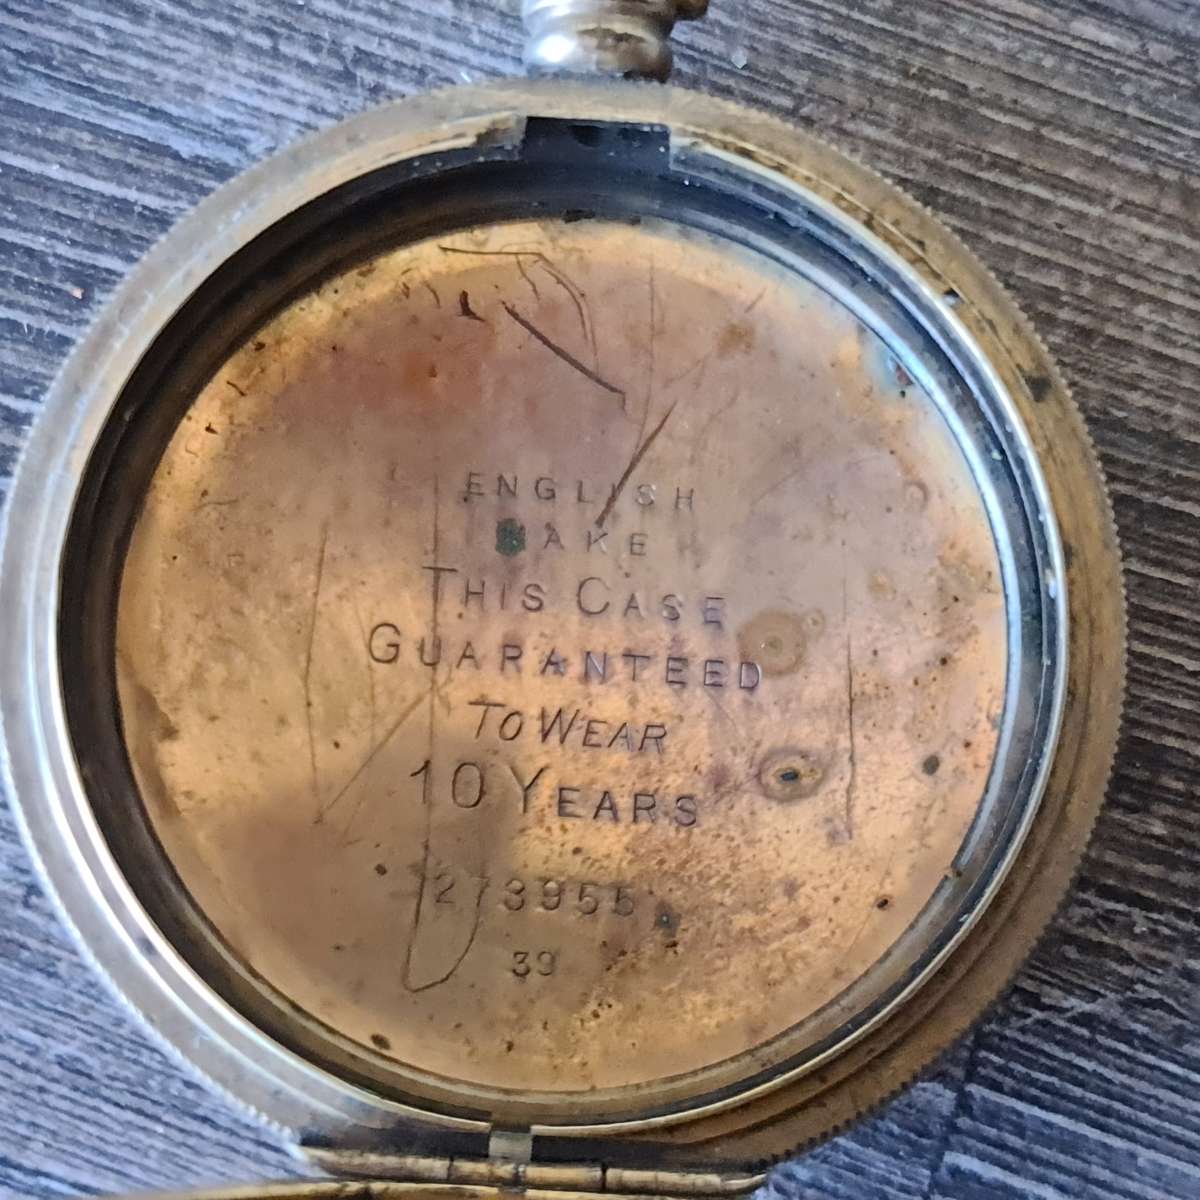 ENGLISH
MAKE
THIS CASE
GUARANTEED
TO WEAR
10 YEARS
273955
39